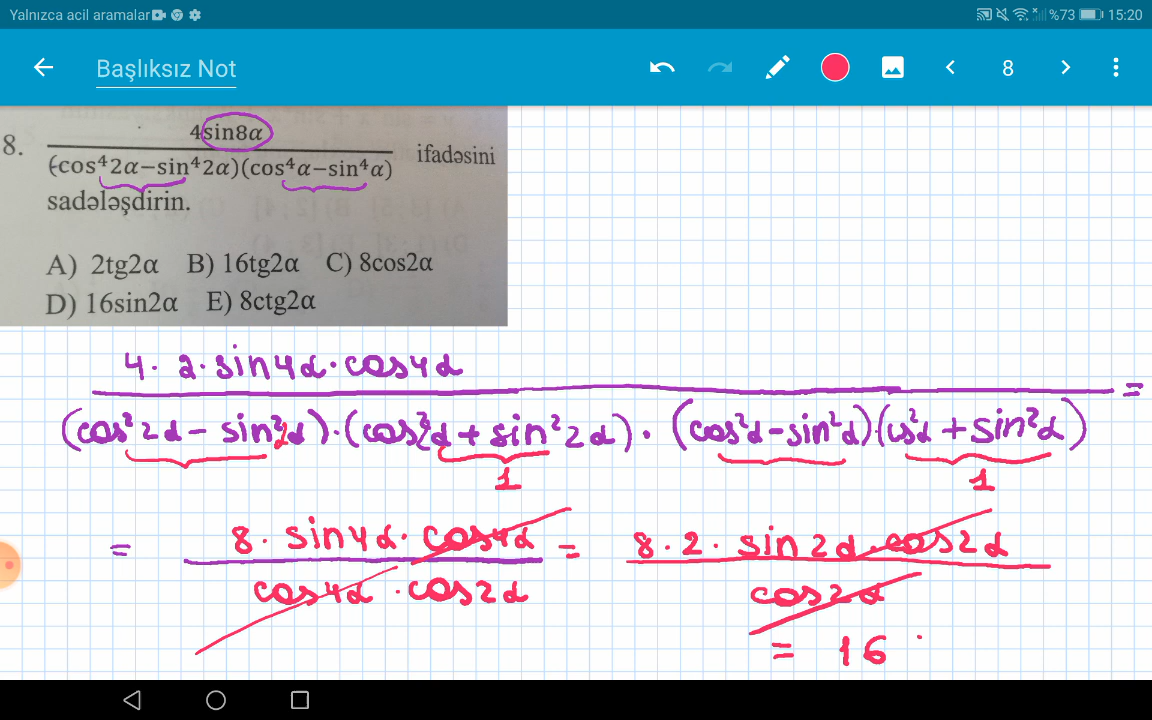 Yalnızca acil aramalar %73 15:20
Başlıksız Not 8
8. 4sin8α
(cos⁴2α−sin⁴2α)(cos⁴α−sin⁴α) ifadəsini
sadələşdirin.
A) 2tg2α B) 16tg2α C) 8cos2α
D) 16sin2α E) 8ctg2α
4 · 2 · sin4α · cos4α
=
(cos²2α − sin²2α) · (cos²2α + sin²2α) · (cos²α − sin²α) · (cos²α + sin²α)
1 1
= 8 · sin4α · cos4α = 8 · 2 · sin2α · cos2α
cos4α · cos2α cos2α
= 16 ·